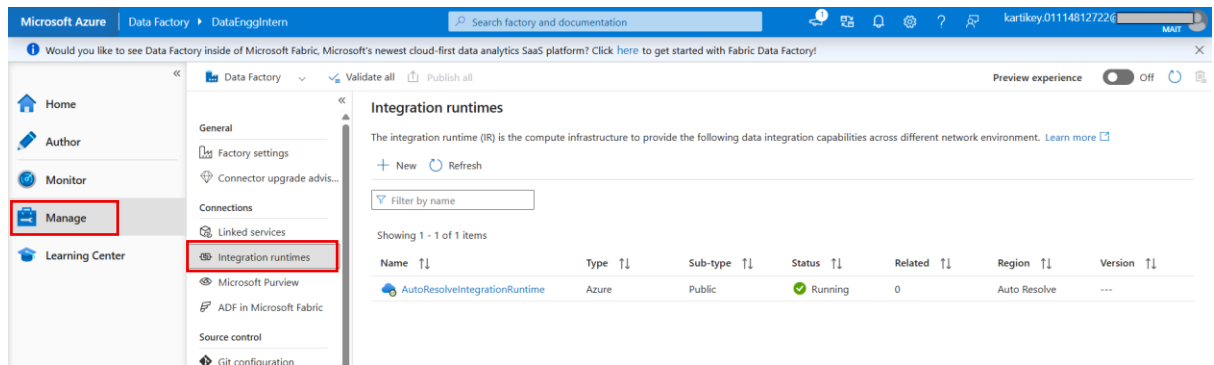 Microsoft Azure Data Factory DataEnggIntern Search factory and documentation 1 kartikey.01114812722@
MAIT
Would you like to see Data Factory inside of Microsoft Fabric, Microsoft's newest cloud-first data analytics SaaS platform? Click here to get started with Fabric Data Factory!
Data Factory Validate all Publish all Preview experience Off
Home
Author
Monitor
Manage
Learning Center
General
Factory settings
Connector upgrade advis...
Connections
Linked services
Integration runtimes
Microsoft Purview
ADF in Microsoft Fabric
Source control
Git configuration
Integration runtimes
The integration runtime (IR) is the compute infrastructure to provide the following data integration capabilities across different network environment. Learn more
New Refresh
Filter by name
Showing 1 - 1 of 1 items
Name Type Sub-type Status Related Region Version
AutoResolveIntegrationRuntime Azure Public Running 0 Auto Resolve ---